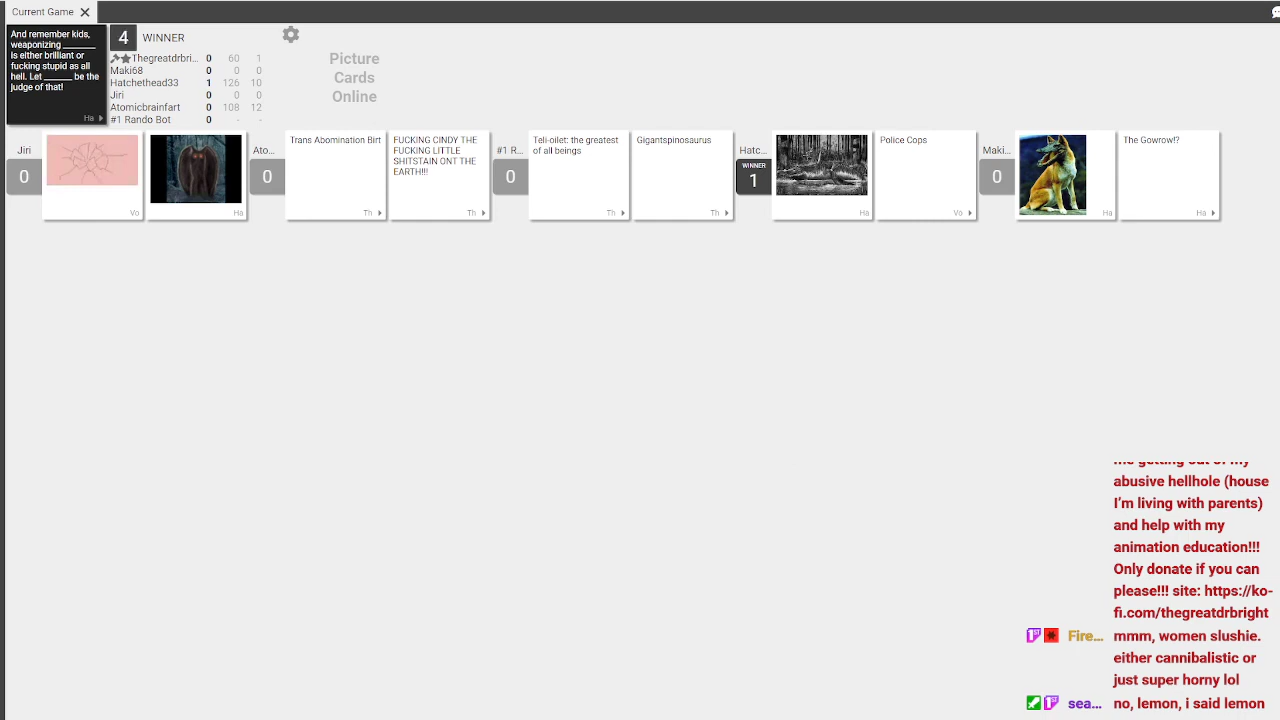 Current Game
And remember kids,
weaponizing ______
is either brilliant or
fucking stupid as all
hell. Let ______ be the
judge of that!
Ha
4 WINNER
Thegreatdrbri... 0 60 1
Maki68 0 0 0
Hatchethead33 1 126 10
Jiri 0 0 0
Atomicbrainfart 0 108 12
#1 Rando Bot 0 - -
Picture
Cards
Online
Jiri
0
Vo
Ha
Ato...
0
Trans Abomination Birt
Th
FUCKING CINDY THE
FUCKING LITTLE
SHITSTAIN ONT THE
EARTH!!!
Th
#1 R...
0
Teli-oilet: the greatest
of all beings
Th
Gigantspinosaurus
Th
Hatc...
WINNER
1
Ha
Police Cops
Vo
Maki...
0
Ha
The Gowrow!?
Ha
me getting out of my
abusive hellhole (house
I'm living with parents)
and help with my
animation education!!!
Only donate if you can
please!!! site: https://ko-
fi.com/thegreatdrbright
Fire... mmm, women slushie.
either cannibalistic or
just super horny lol
sea... no, lemon, i said lemon